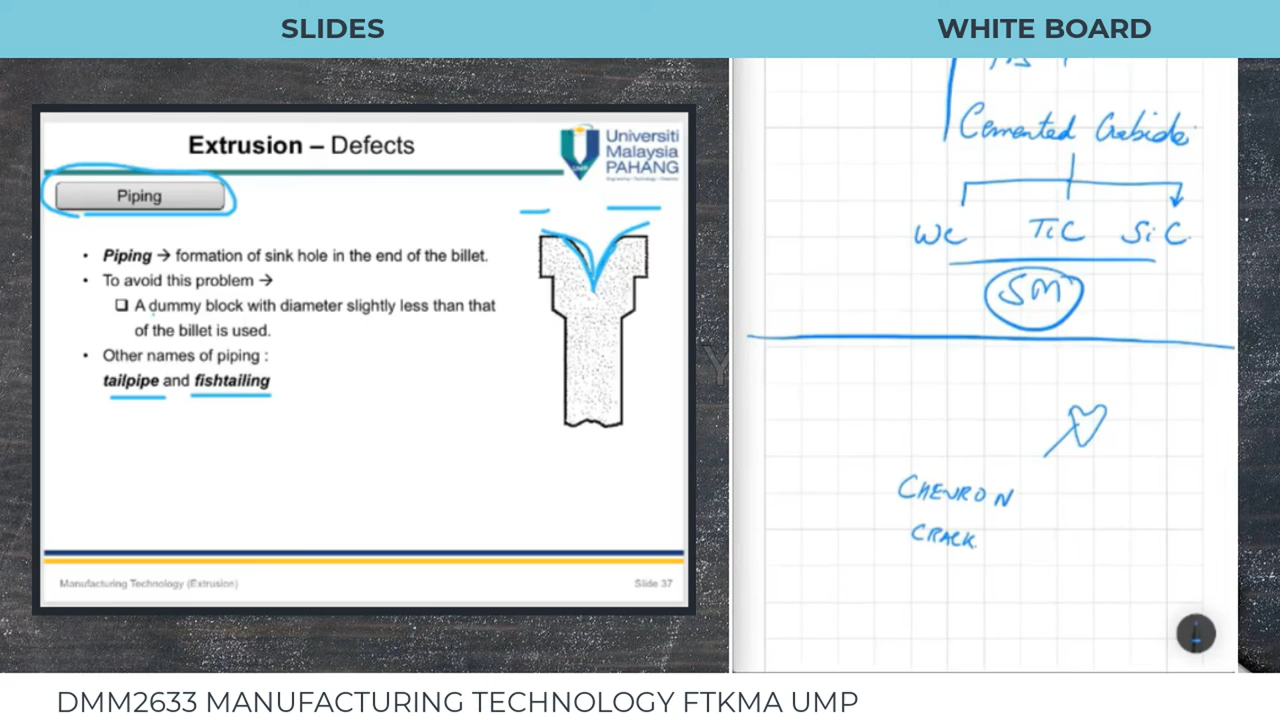 SLIDES
WHITE BOARD
Extrusion – Defects
Universiti
Malaysia
PAHANG
Piping
• Piping → formation of sink hole in the end of the billet.
• To avoid this problem →
❑ A dummy block with diameter slightly less than that
of the billet is used.
• Other names of piping :
tailpipe and fishtailing
Manufacturing Technology (Extrusion)
Slide 37
Cemented Carbide
WC TiC SiC
SM
CHEVRON
CRACK
DMM2633 MANUFACTURING TECHNOLOGY FTKMA UMP